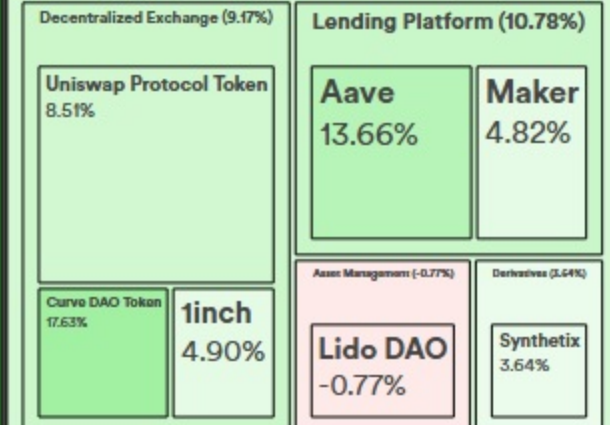 Decentralized Exchange (9.17%)
Uniswap Protocol Token
8.51%
Curve DAO Token
17.63%
1inch
4.90%
Lending Platform (10.78%)
Aave
13.66%
Maker
4.82%
Asset Management (-0.77%)
Lido DAO
-0.77%
Derivatives (3.64%)
Synthetix
3.64%